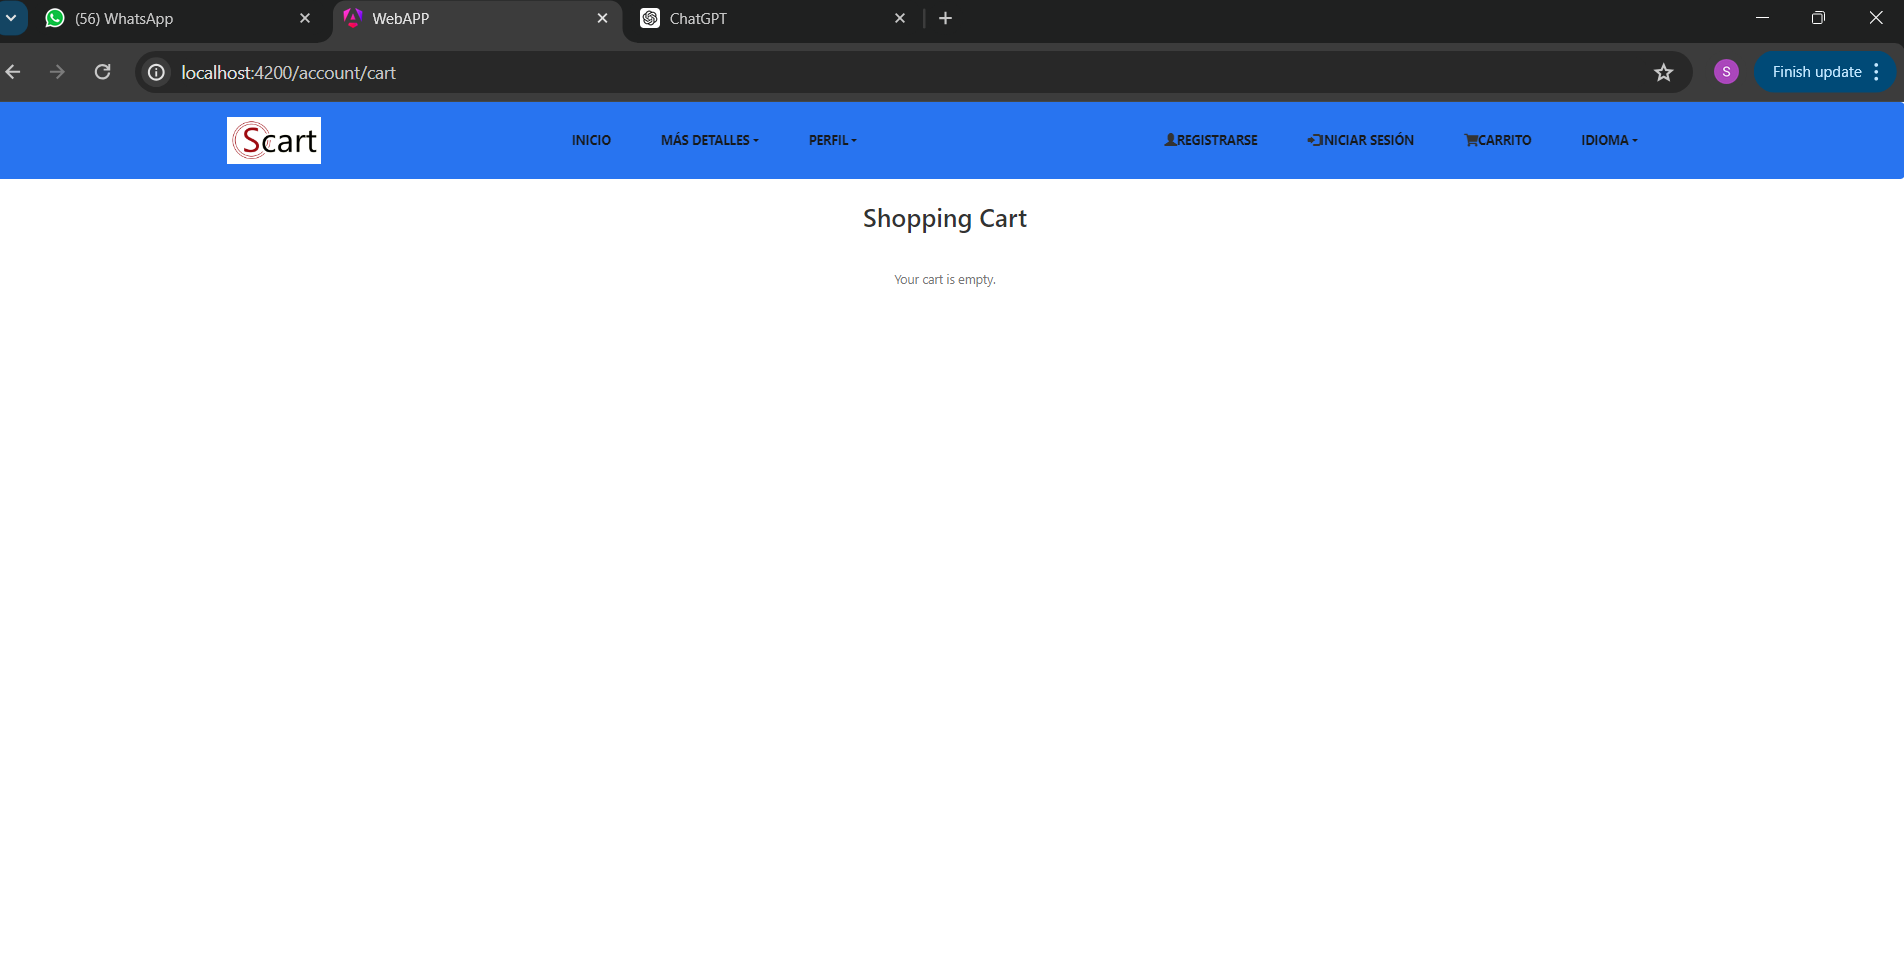 (56) WhatsApp
WebAPP
ChatGPT
localhost:4200/account/cart
S
Finish update
Scart
INICIO
MÁS DETALLES
PERFIL
REGISTRARSE
INICIAR SESIÓN
CARRITO
IDIOMA
Shopping Cart
Your cart is empty.